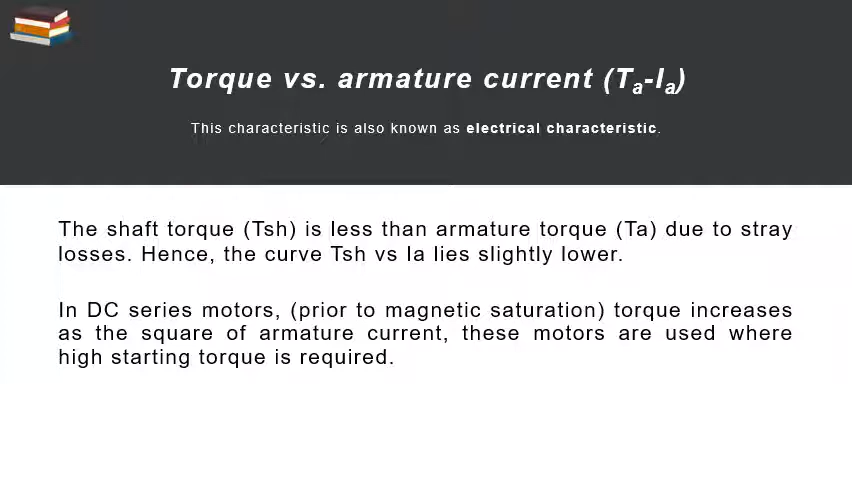 Torque vs. armature current (Ta-Ia)
This characteristic is also known as electrical characteristic.
The shaft torque (Tsh) is less than armature torque (Ta) due to stray
losses. Hence, the curve Tsh vs Ia lies slightly lower.
In DC series motors, (prior to magnetic saturation) torque increases
as the square of armature current, these motors are used where
high starting torque is required.